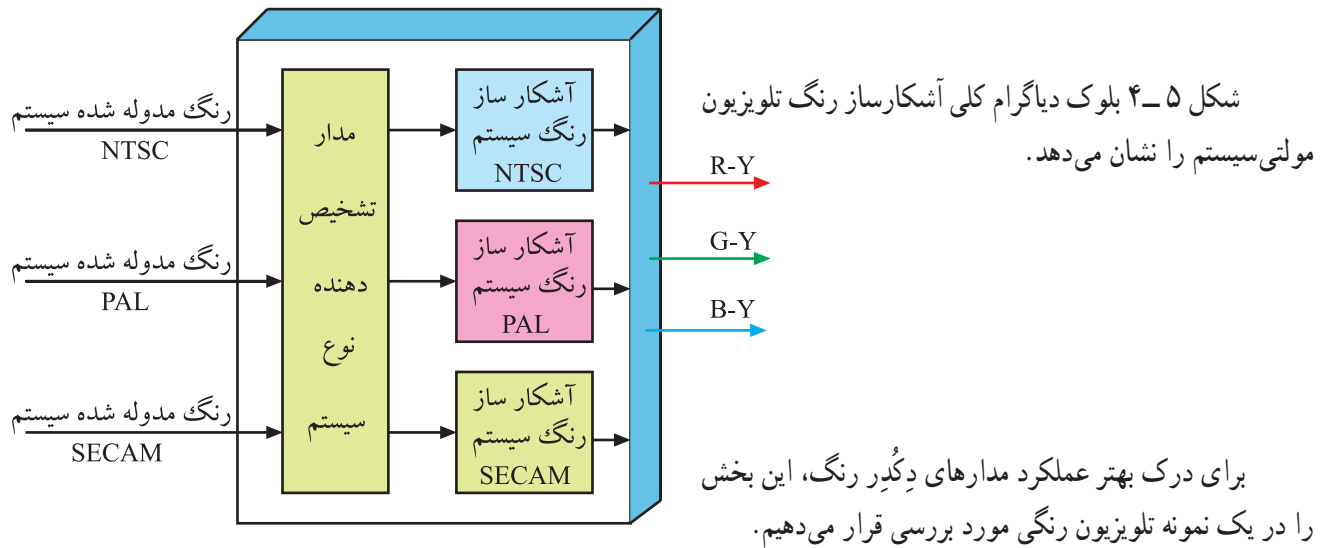 شکل ۵ ــ۴ بلوک دیاگرام کلی آشکارساز رنگ تلویزیون
مولتی‌سیستم را نشان می‌دهد.
برای درک بهتر عملکرد مدارهای دِکُدِر رنگ، این بخش
را در یک نمونه تلویزیون رنگی مورد بررسی قرار می‌دهیم.
رنگ مدوله شده سیستم
NTSC
رنگ مدوله شده سیستم
PAL
رنگ مدوله شده سیستم
SECAM
مدار
تشخیص
دهنده
نوع
سیستم
آشکار ساز
رنگ سیستم
NTSC
آشکار ساز
رنگ سیستم
PAL
آشکار ساز
رنگ سیستم
SECAM
R-Y
G-Y
B-Y